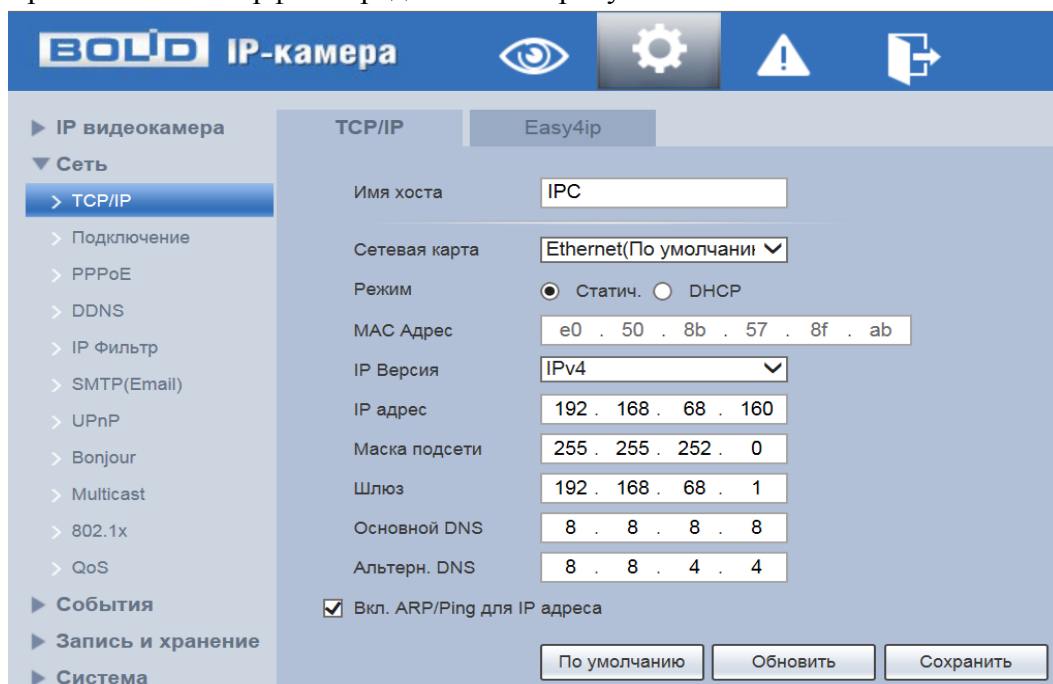 BOLID IP-камера
IP видеокамера
Сеть
TCP/IP
Подключение
PPPoE
DDNS
IP Фильтр
SMTP(Email)
UPnP
Bonjour
Multicast
802.1x
QoS
События
Запись и хранение
Система
TCP/IP Easy4ip
Имя хоста IPC
Сетевая карта Ethernet(По умолчани
Режим Статич. DHCP
MAC Адрес e0 . 50 . 8b . 57 . 8f . ab
IP Версия IPv4
IP адрес 192 . 168 . 68 . 160
Маска подсети 255 . 255 . 252 . 0
Шлюз 192 . 168 . 68 . 1
Основной DNS 8 . 8 . 8 . 8
Альтерн. DNS 8 . 8 . 4 . 4
Вкл. ARP/Ping для IP адреса
По умолчанию Обновить Сохранить